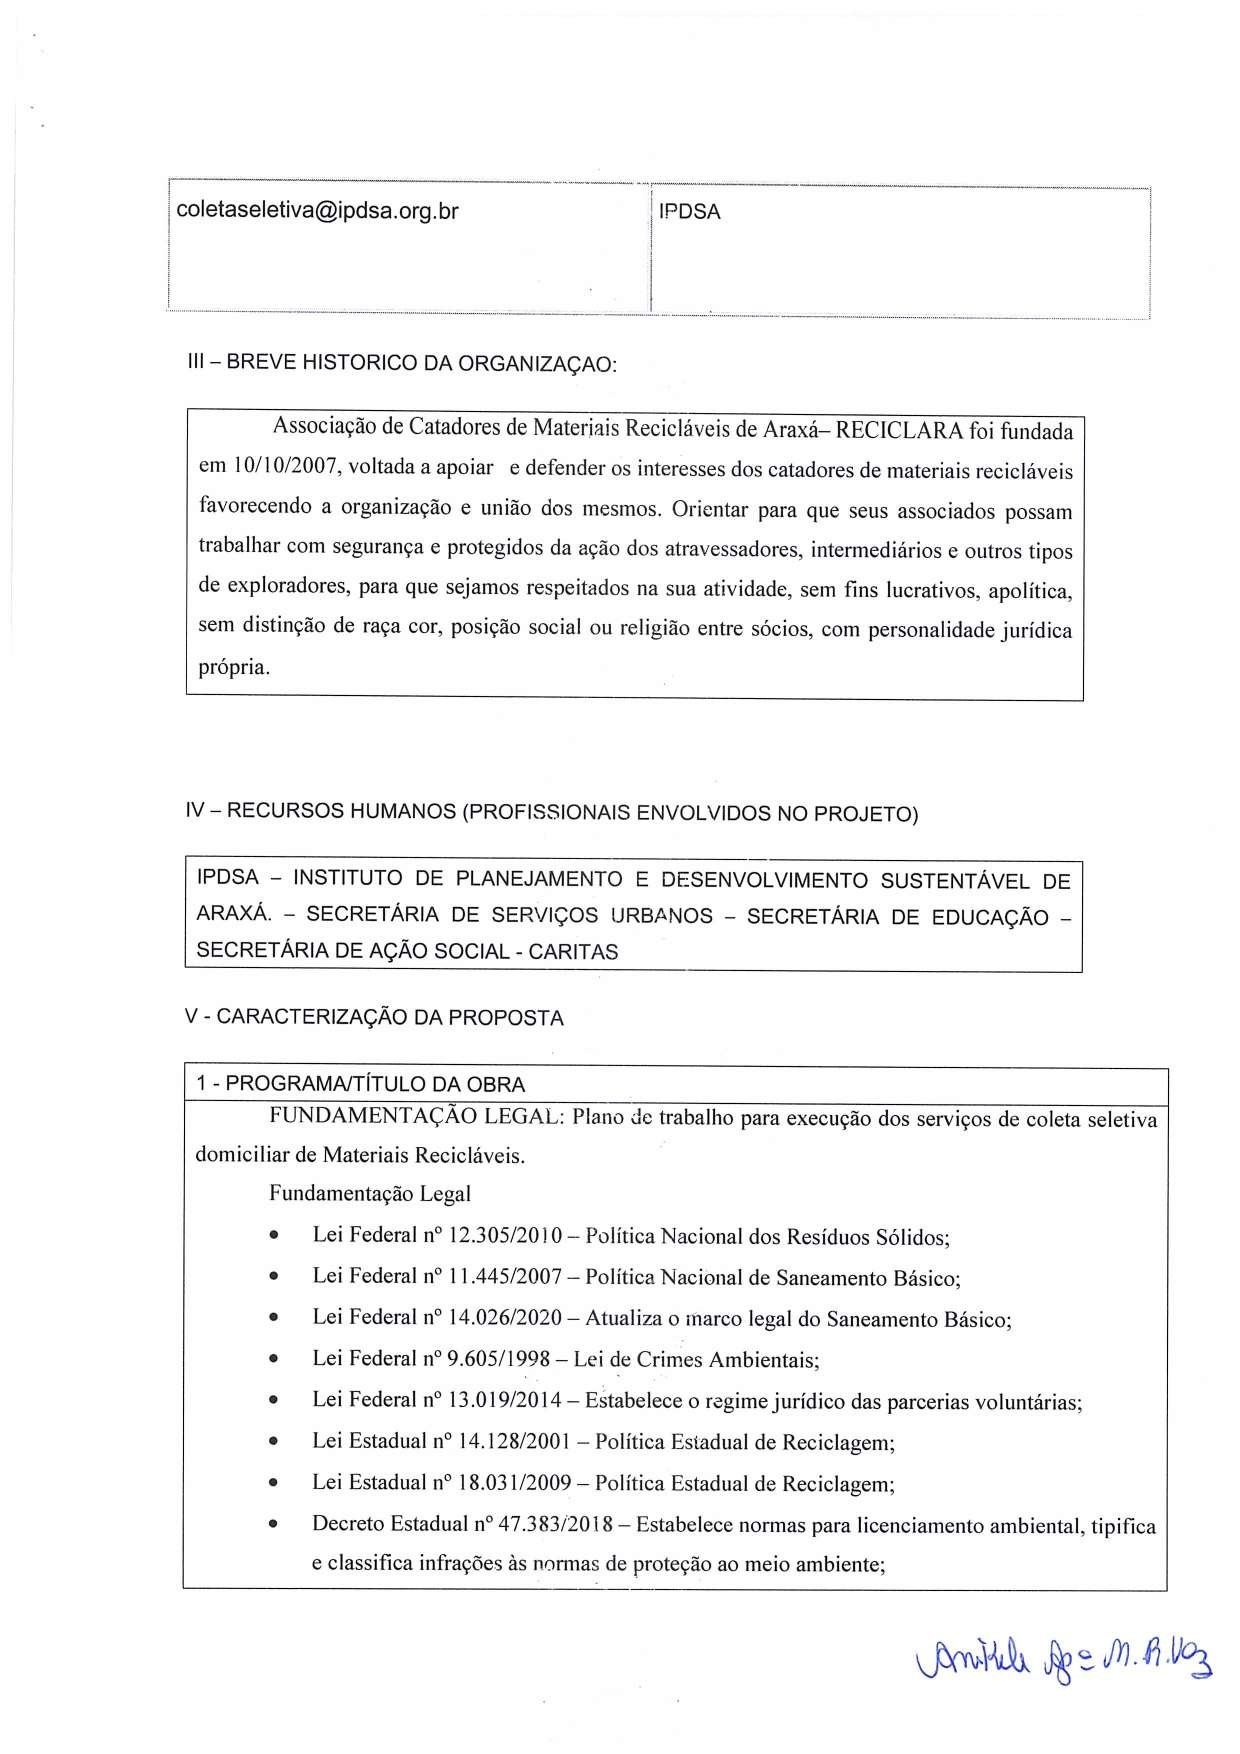 coletaseletiva@ipdsa.org.br IPDSA
III – BREVE HISTORICO DA ORGANIZAÇAO:
Associação de Catadores de Materiais Recicláveis de Araxá– RECICLARA foi fundada
em 10/10/2007, voltada a apoiar e defender os interesses dos catadores de materiais recicláveis
favorecendo a organização e união dos mesmos. Orientar para que seus associados possam
trabalhar com segurança e protegidos da ação dos atravessadores, intermediários e outros tipos
de exploradores, para que sejamos respeitados na sua atividade, sem fins lucrativos, apolítica,
sem distinção de raça cor, posição social ou religião entre sócios, com personalidade jurídica
própria.
IV – RECURSOS HUMANOS (PROFISSIONAIS ENVOLVIDOS NO PROJETO)
IPDSA – INSTITUTO DE PLANEJAMENTO E DESENVOLVIMENTO SUSTENTÁVEL DE
ARAXÁ. – SECRETÁRIA DE SERVIÇOS URBANOS – SECRETÁRIA DE EDUCAÇÃO –
SECRETÁRIA DE AÇÃO SOCIAL - CARITAS
V - CARACTERIZAÇÃO DA PROPOSTA
1 - PROGRAMA/TÍTULO DA OBRA
FUNDAMENTAÇÃO LEGAL: Plano de trabalho para execução dos serviços de coleta seletiva
domiciliar de Materiais Recicláveis.
Fundamentação Legal
• Lei Federal nº 12.305/2010 – Política Nacional dos Resíduos Sólidos;
• Lei Federal nº 11.445/2007 – Política Nacional de Saneamento Básico;
• Lei Federal nº 14.026/2020 – Atualiza o marco legal do Saneamento Básico;
• Lei Federal nº 9.605/1998 – Lei de Crimes Ambientais;
• Lei Federal nº 13.019/2014 – Estabelece o regime jurídico das parcerias voluntárias;
• Lei Estadual nº 14.128/2001 – Política Estadual de Reciclagem;
• Lei Estadual nº 18.031/2009 – Política Estadual de Reciclagem;
• Decreto Estadual nº 47.383/2018 – Estabelece normas para licenciamento ambiental, tipifica
e classifica infrações às normas de proteção ao meio ambiente;
M. R. Vaz